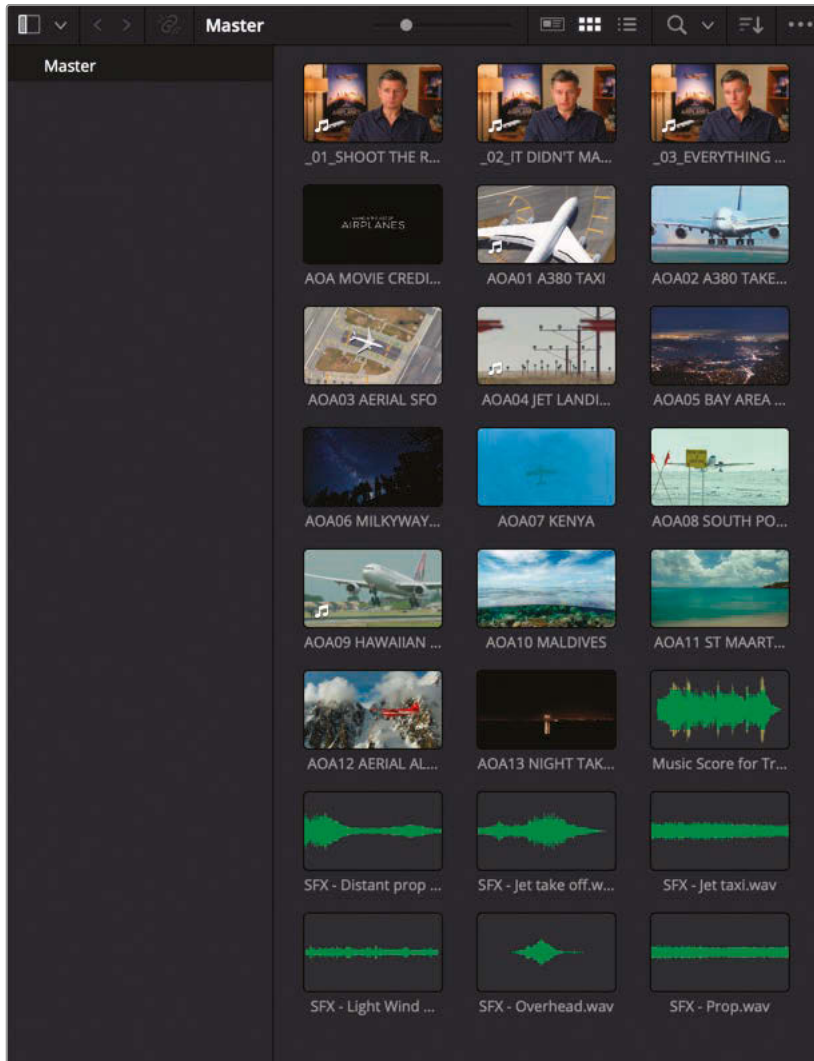 Master
Master
_01_SHOOT THE R...
_02_IT DIDN'T MA...
_03_EVERYTHING ...
AIRPLANES
AOA MOVIE CREDI...
AOA01 A380 TAXI
AOA02 A380 TAKE...
AOA03 AERIAL SFO
AOA04 JET LANDI...
AOA05 BAY AREA ...
AOA06 MILKYWAY...
AOA07 KENYA
AOA08 SOUTH PO...
AOA09 HAWAIIAN ...
AOA10 MALDIVES
AOA11 ST MAART...
AOA12 AERIAL AL...
AOA13 NIGHT TAK...
Music Score for Tr...
SFX - Distant prop ...
SFX - Jet take off.w...
SFX - Jet taxi.wav
SFX - Light Wind ...
SFX - Overhead.wav
SFX - Prop.wav